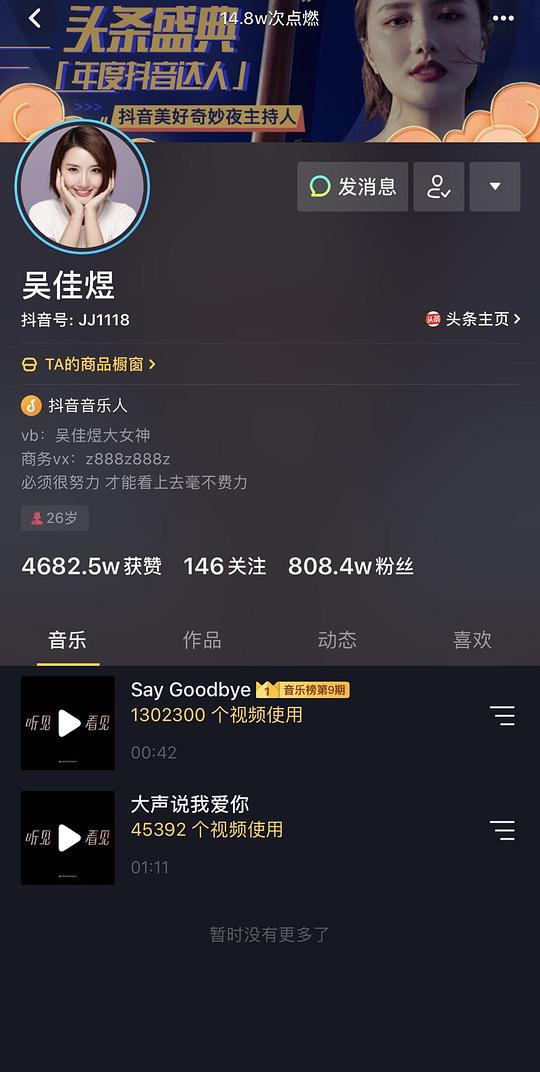 14.8w次点燃
头条盛典
「年度抖音达人」
>>>
抖音美好奇妙夜主持人
发消息
吴佳煜
抖音号: JJ1118
头条 头条主页
TA的商品橱窗
抖音音乐人
vb：吴佳煜大女神
商务vx：z888z888z
必须很努力 才能看上去毫不费力
26岁
4682.5w获赞 146关注 808.4w粉丝
音乐 作品 动态 喜欢
Say Goodbye 1 音乐榜第9期
听见 看见
1302300 个视频使用
00:42
大声说我爱你
听见 看见
45392 个视频使用
01:11
暂时没有更多了